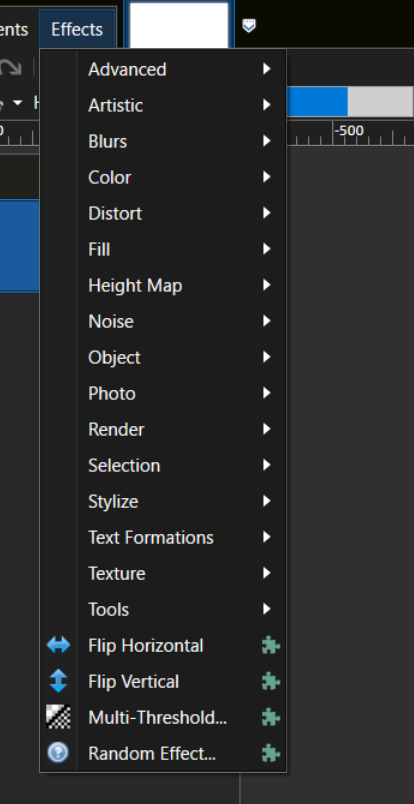 ents Effects
-500
Advanced
Artistic
Blurs
Color
Distort
Fill
Height Map
Noise
Object
Photo
Render
Selection
Stylize
Text Formations
Texture
Tools
Flip Horizontal
Flip Vertical
Multi-Threshold...
Random Effect...